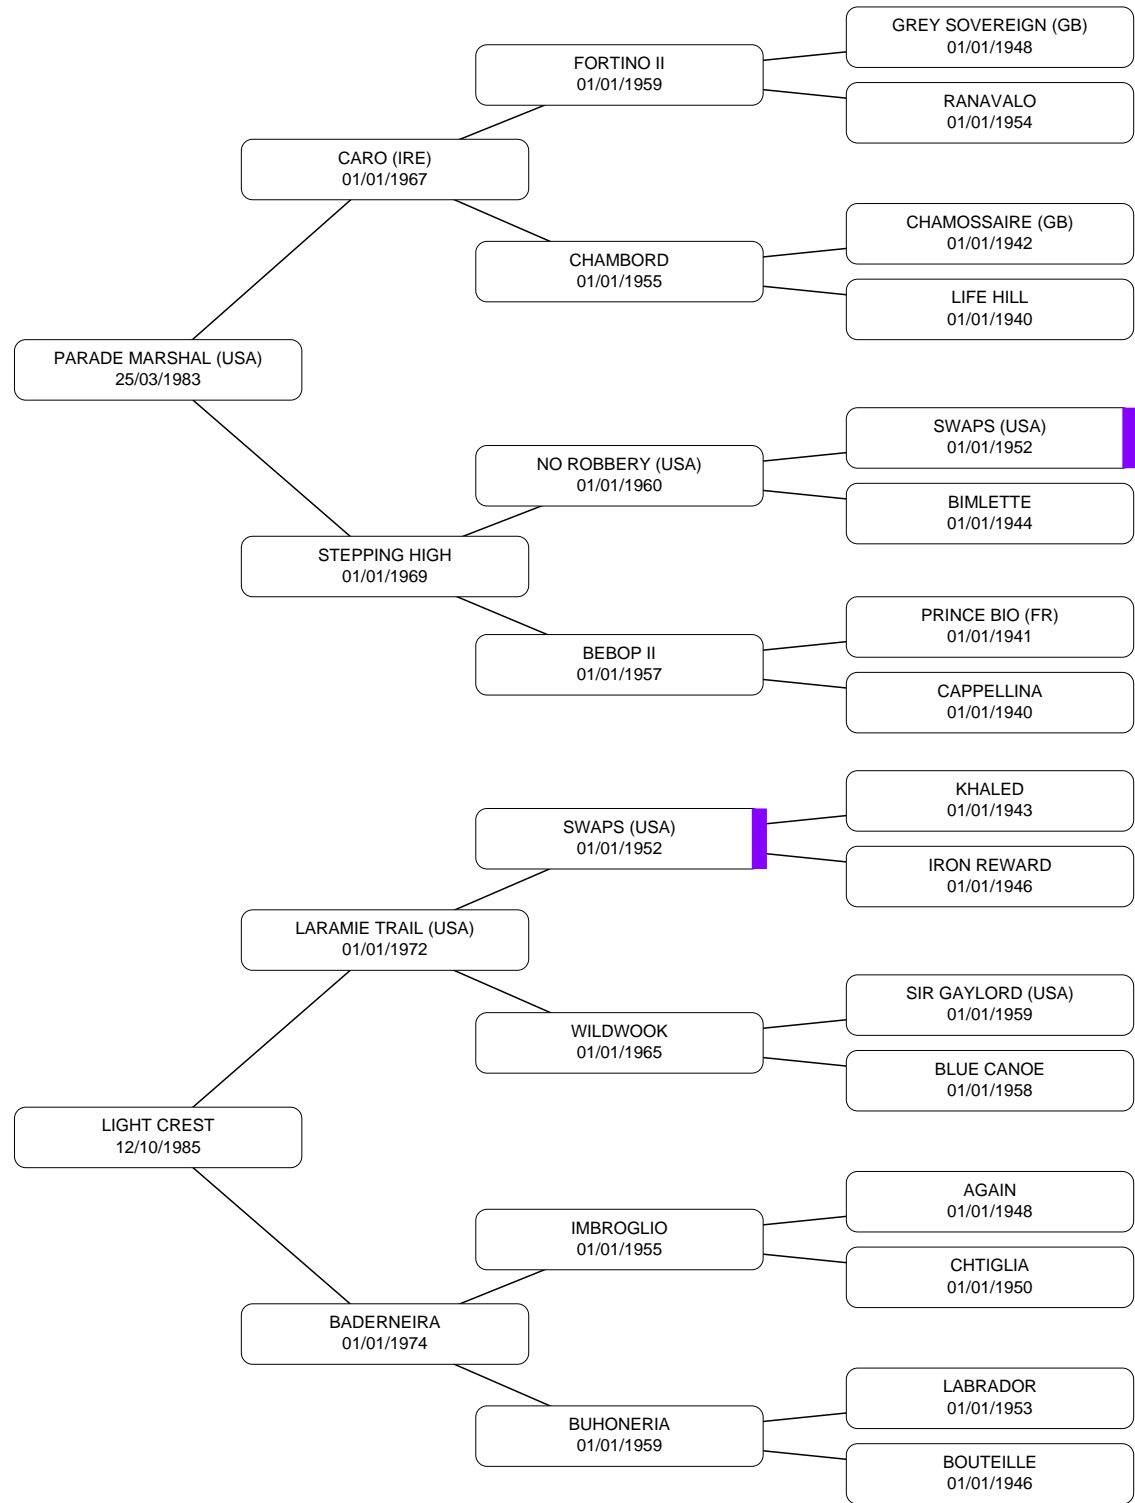 GREY SOVEREIGN (GB)
01/01/1948
FORTINO II
01/01/1959
RANAVALO
01/01/1954
CARO (IRE)
01/01/1967
CHAMOSSAIRE (GB)
01/01/1942
CHAMBORD
01/01/1955
LIFE HILL
01/01/1940
PARADE MARSHAL (USA)
25/03/1983
SWAPS (USA)
01/01/1952
NO ROBBERY (USA)
01/01/1960
BIMLETTE
01/01/1944
STEPPING HIGH
01/01/1969
PRINCE BIO (FR)
01/01/1941
BEBOP II
01/01/1957
CAPPELLINA
01/01/1940
KHALED
01/01/1943
SWAPS (USA)
01/01/1952
IRON REWARD
01/01/1946
LARAMIE TRAIL (USA)
01/01/1972
SIR GAYLORD (USA)
01/01/1959
WILDWOOK
01/01/1965
BLUE CANOE
01/01/1958
LIGHT CREST
12/10/1985
AGAIN
01/01/1948
IMBROGLIO
01/01/1955
CHTIGLIA
01/01/1950
BADERNEIRA
01/01/1974
LABRADOR
01/01/1953
BUHONERIA
01/01/1959
BOUTEILLE
01/01/1946